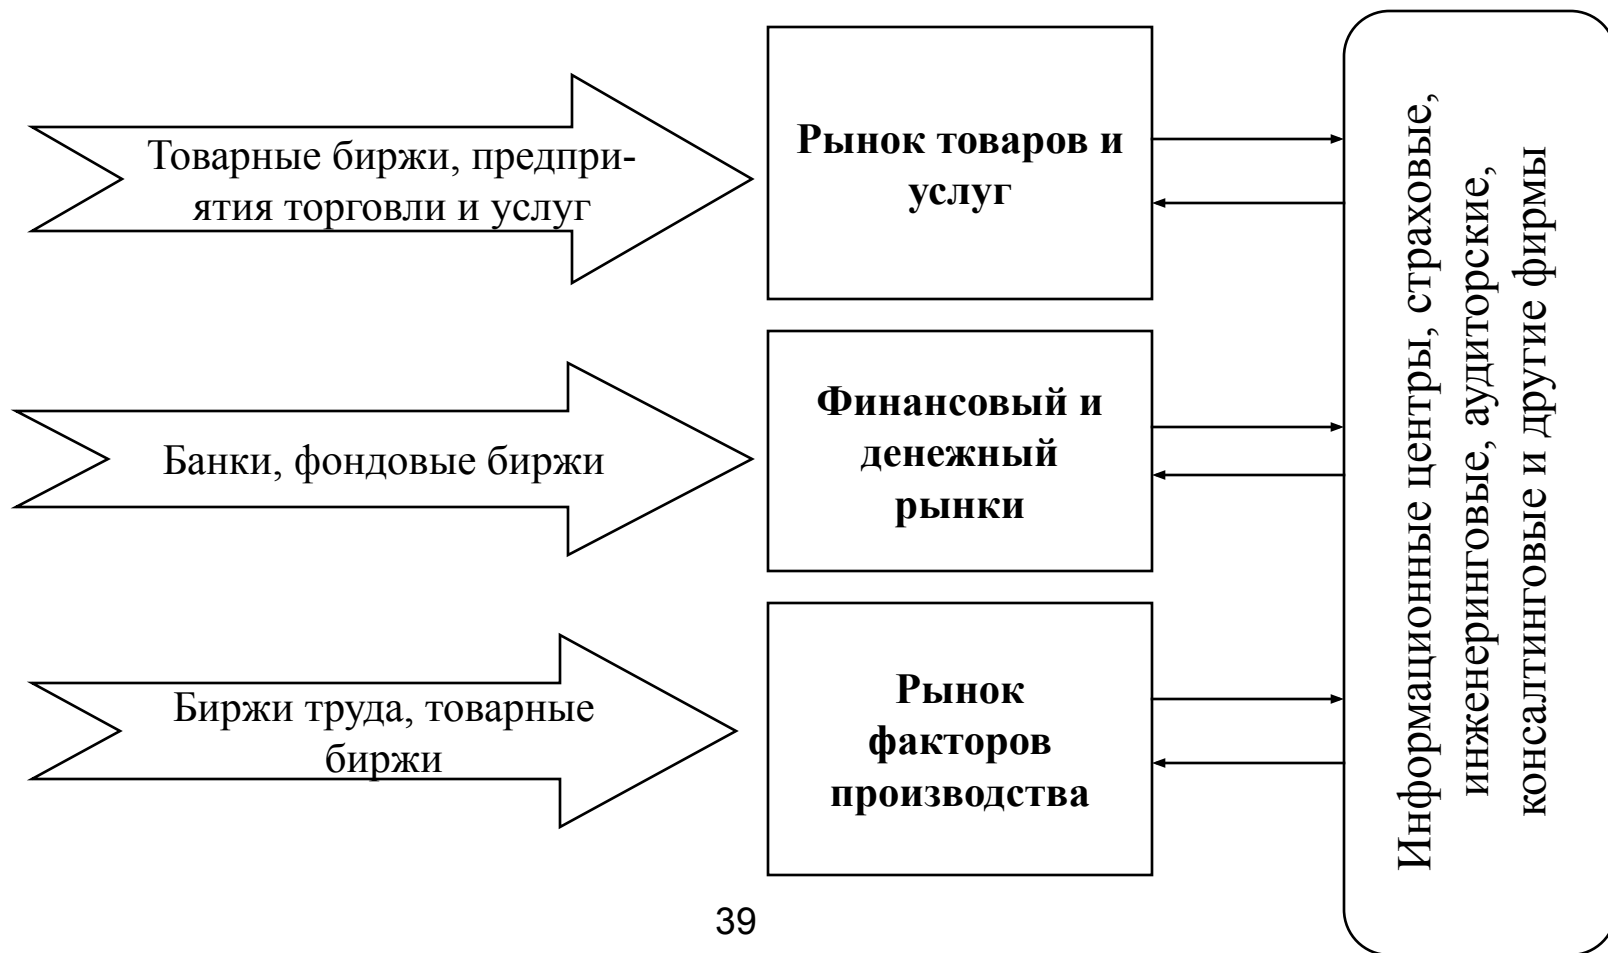 Товарные биржи, предпри-
ятия торговли и услуг
Рынок товаров и
услуг
Банки, фондовые биржи
Финансовый и
денежный
рынки
Биржи труда, товарные
биржи
Рынок
факторов
производства
Информационные центры, страховые,
инженеринговые, аудиторские,
консалтинговые и другие фирмы
39